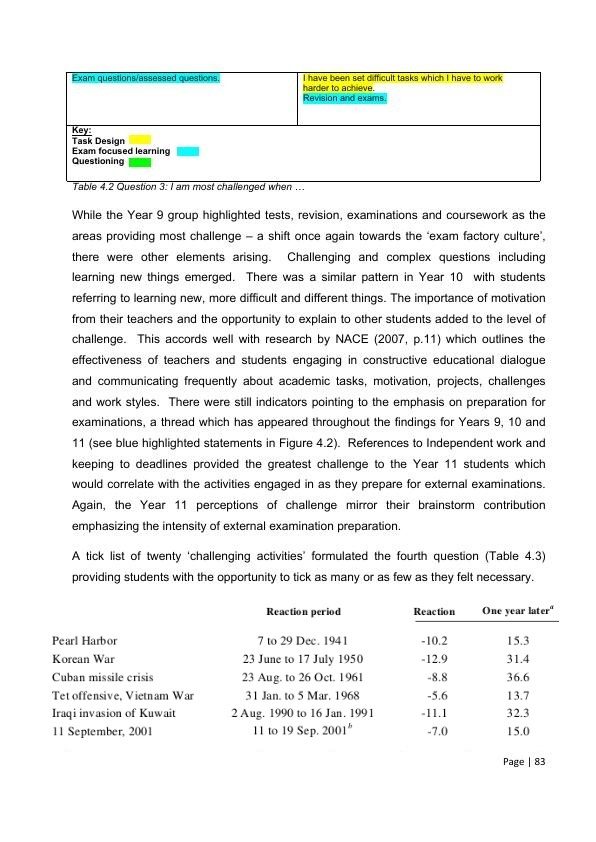 Exam questions/assessed questions.
I have been set difficult tasks which I have to work
harder to achieve.
Revision and exams.
Key:
Task Design
Exam focused learning
Questioning
Table 4.2 Question 3: I am most challenged when …
While the Year 9 group highlighted tests, revision, examinations and coursework as the
areas providing most challenge – a shift once again towards the ‘exam factory culture’,
there were other elements arising. Challenging and complex questions including
learning new things emerged. There was a similar pattern in Year 10 with students
referring to learning new, more difficult and different things. The importance of motivation
from their teachers and the opportunity to explain to other students added to the level of
challenge. This accords well with research by NACE (2007, p.11) which outlines the
effectiveness of teachers and students engaging in constructive educational dialogue
and communicating frequently about academic tasks, motivation, projects, challenges
and work styles. There were still indicators pointing to the emphasis on preparation for
examinations, a thread which has appeared throughout the findings for Years 9, 10 and
11 (see blue highlighted statements in Figure 4.2). References to Independent work and
keeping to deadlines provided the greatest challenge to the Year 11 students which
would correlate with the activities engaged in as they prepare for external examinations.
Again, the Year 11 perceptions of challenge mirror their brainstorm contribution
emphasizing the intensity of external examination preparation.
A tick list of twenty ‘challenging activities’ formulated the fourth question (Table 4.3)
providing students with the opportunity to tick as many or as few as they felt necessary.
Reaction period Reaction One year later^a
Pearl Harbor 7 to 29 Dec. 1941 -10.2 15.3
Korean War 23 June to 17 July 1950 -12.9 31.4
Cuban missile crisis 23 Aug. to 26 Oct. 1961 -8.8 36.6
Tet offensive, Vietnam War 31 Jan. to 5 Mar. 1968 -5.6 13.7
Iraqi invasion of Kuwait 2 Aug. 1990 to 16 Jan. 1991 -11.1 32.3
11 September, 2001 11 to 19 Sep. 2001^b -7.0 15.0
Page | 83